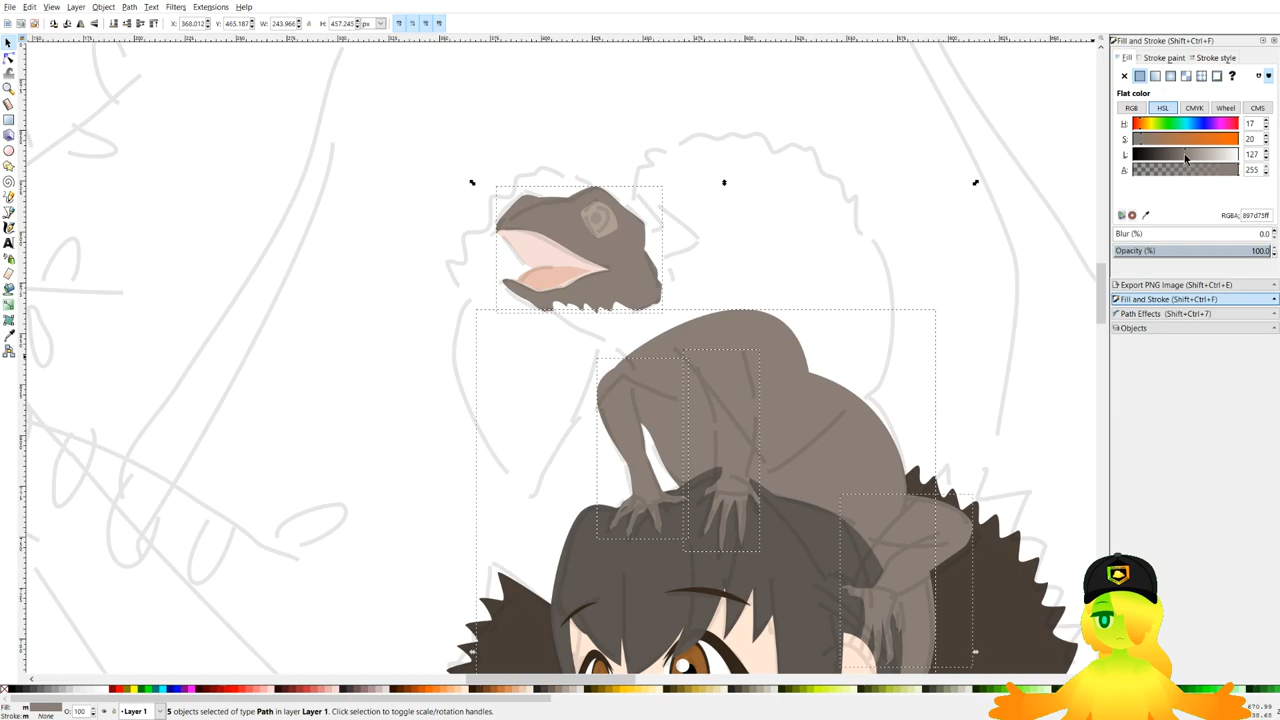 File Edit View Layer Object Path Text Filters Extensions Help
X: 368.012 Y: 465.187 W: 243.966 H: 457.245 px
Fill and Stroke (Shift+Ctrl+F)
Fill Stroke paint Stroke style
?
Flat color
RGB HSL CMYK Wheel CMS
H: 17
S: 20
L: 127
A: 255
RGBA: 897d75ff
Blur (%) 0.0
Opacity (%) 100.0
Export PNG Image (Shift+Ctrl+E)
Fill and Stroke (Shift+Ctrl+F)
Path Effects (Shift+Ctrl+7)
Objects
Fill: m O: 100 Layer 1 5 objects selected of type Path in layer Layer 1. Click selection to toggle scale/rotation handles.
Stroke: m None